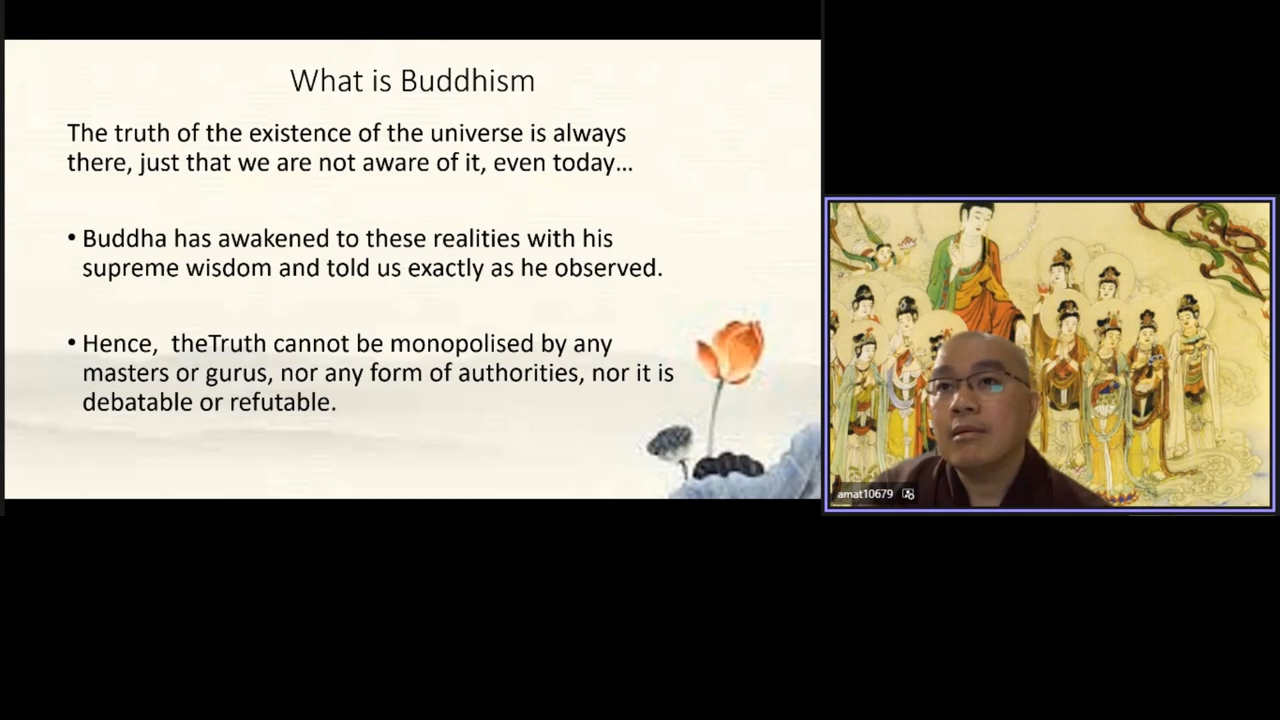 What is Buddhism
The truth of the existence of the universe is always
there, just that we are not aware of it, even today...
• Buddha has awakened to these realities with his
supreme wisdom and told us exactly as he observed.
• Hence,  theTruth cannot be monopolised by any
masters or gurus, nor any form of authorities, nor it is
debatable or refutable.
amat10679